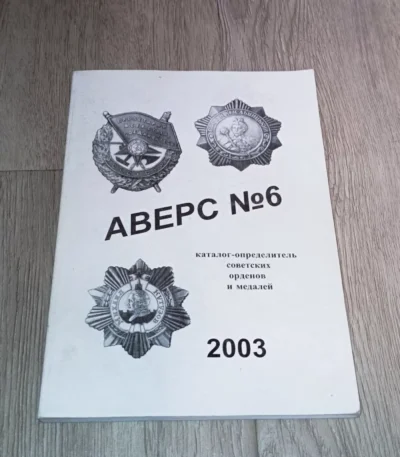 АВЕРС №6
каталог-определитель
советских
орденов
и медалей
2003